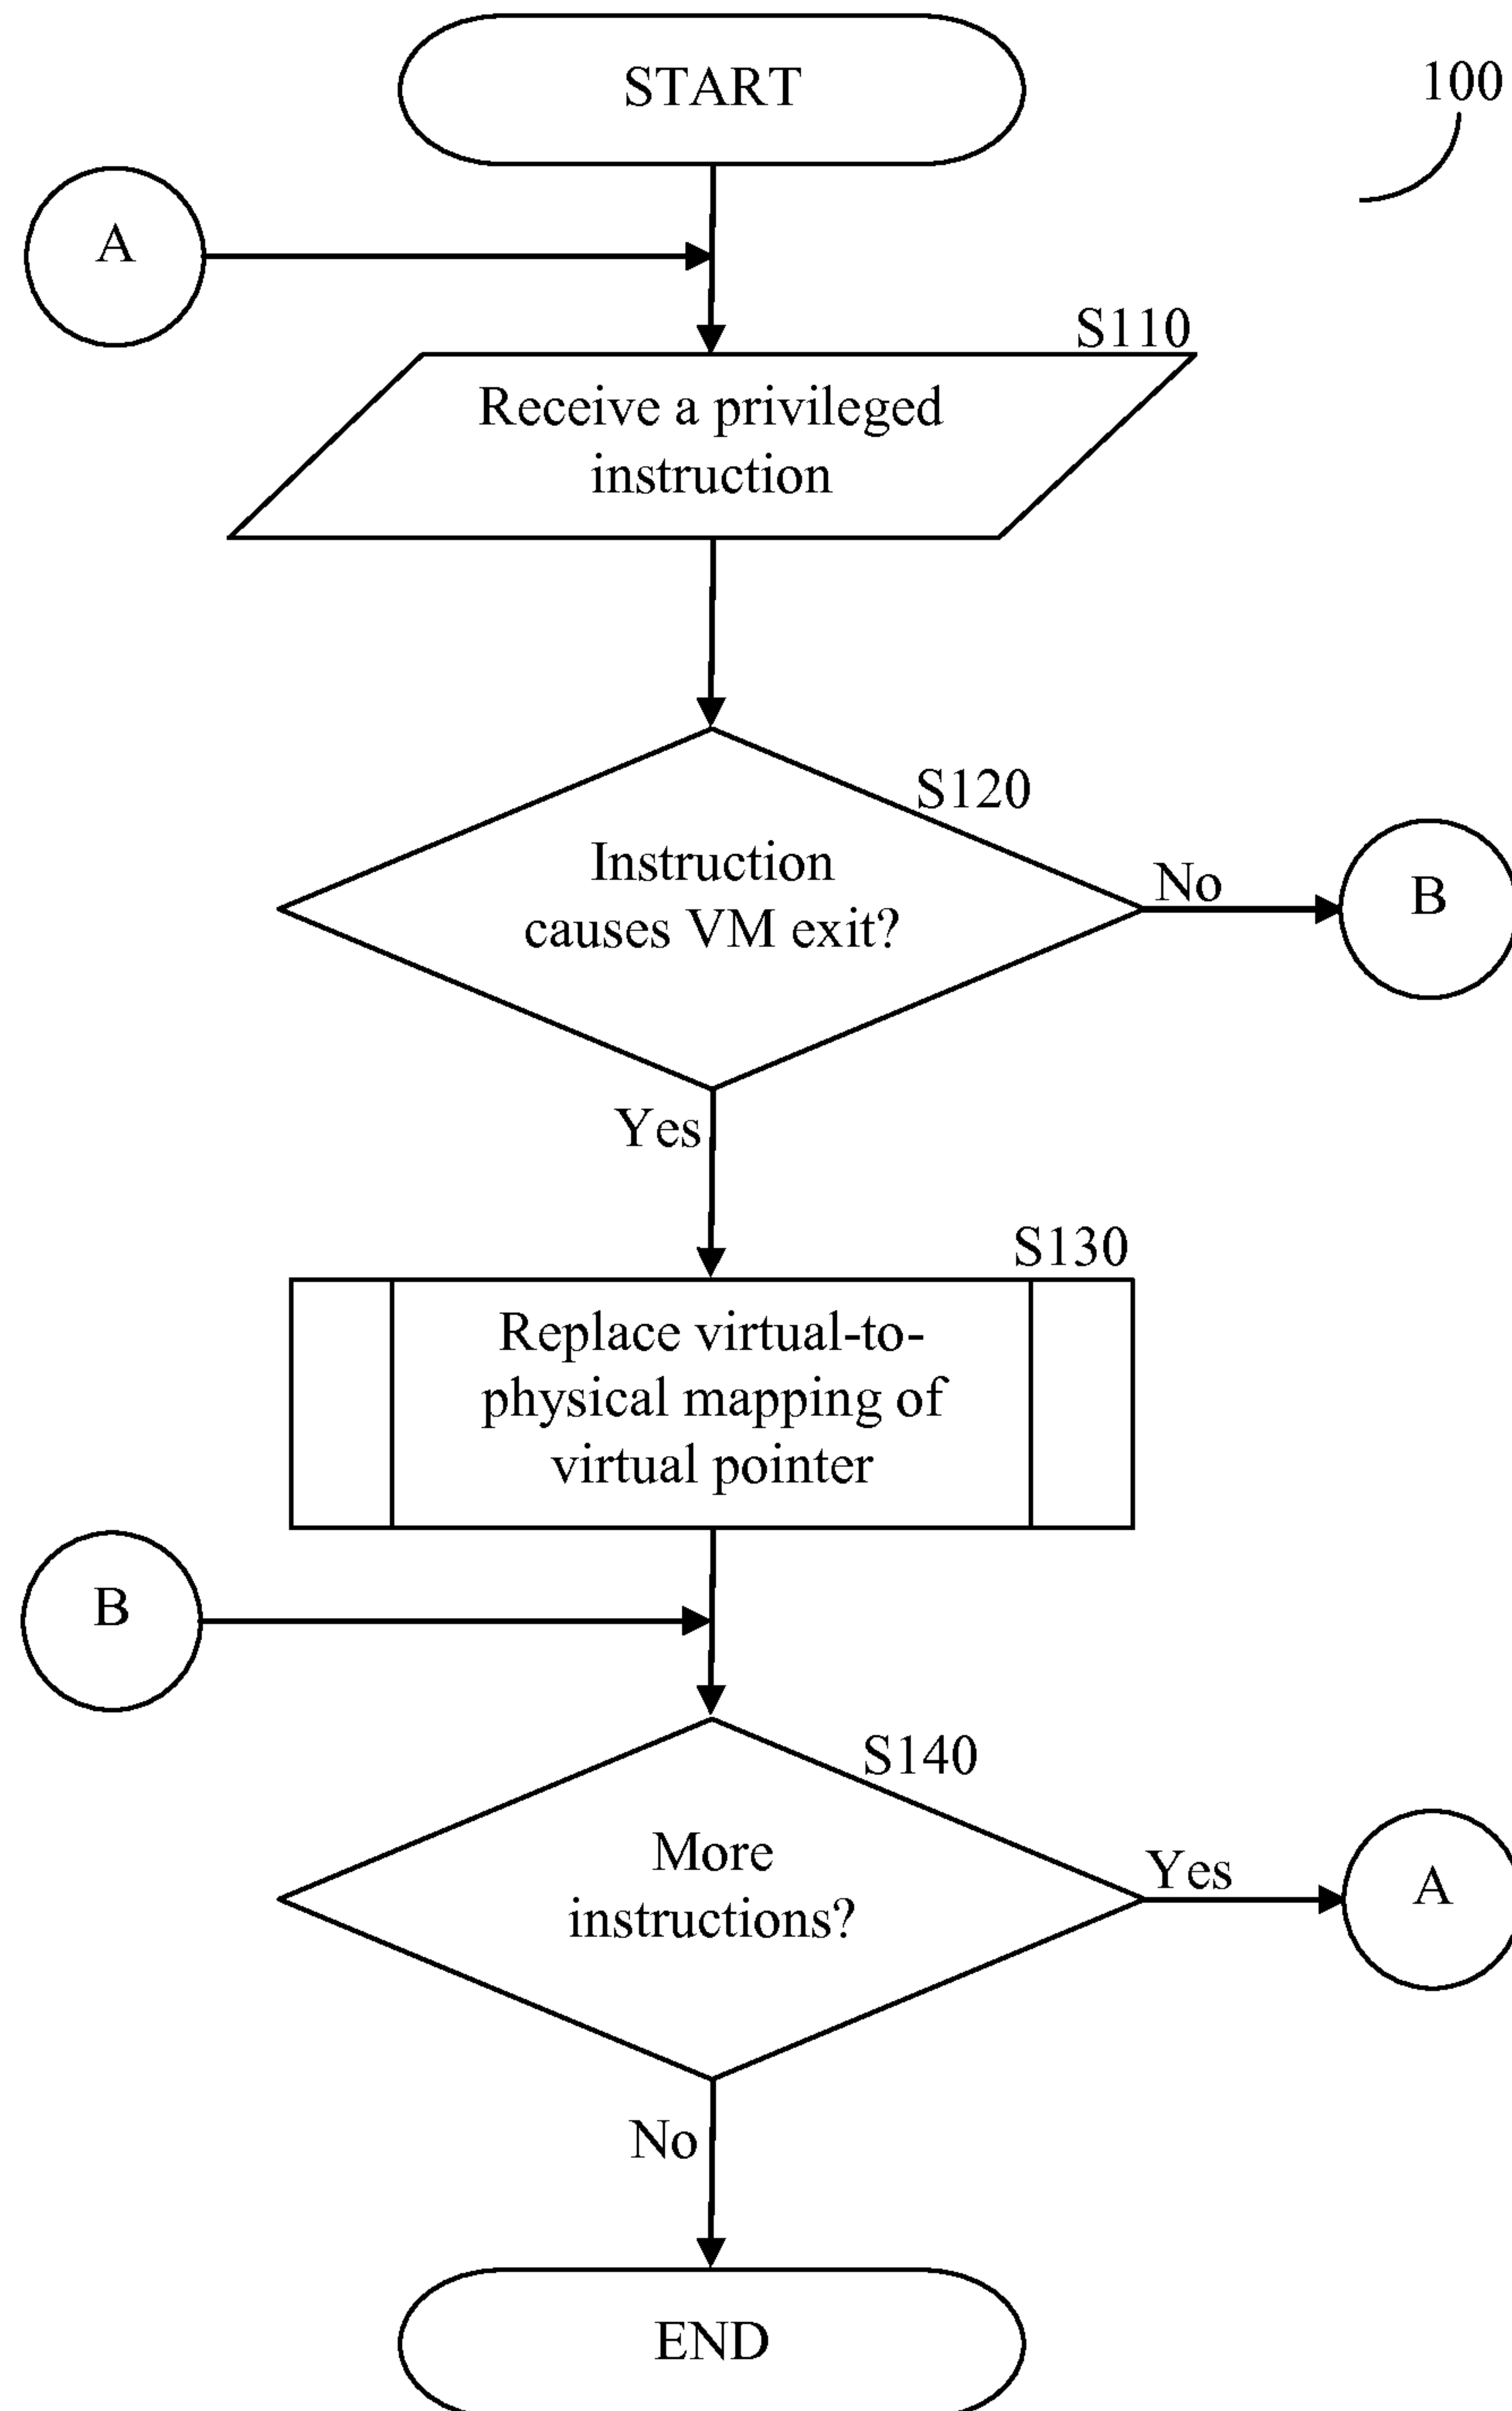 START
100
A
S110
Receive a privileged
instruction
S120
Instruction
causes VM exit?
No
B
Yes
S130
Replace virtual-to-
physical mapping of
virtual pointer
B
S140
More
instructions?
Yes
A
No
END